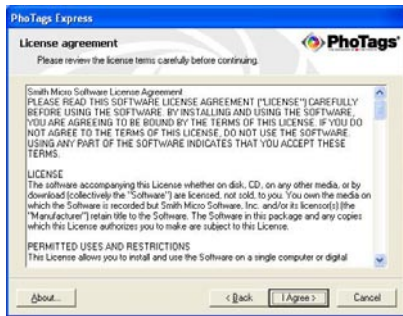 PhoTags Express
License agreement
Please review the license terms carefully before continuing.
PhoTags
Smith Micro Software License Agreement
PLEASE READ THIS SOFTWARE LICENSE AGREEMENT ("LICENSE") CAREFULLY
BEFORE USING THE SOFTWARE. BY INSTALLING AND USING THE SOFTWARE,
YOU ARE AGREEING TO BE BOUND BY THE TERMS OF THIS LICENSE. IF YOU DO
NOT AGREE TO THE TERMS OF THIS LICENSE, DO NOT USE THE SOFTWARE.
USING ANY PART OF THE SOFTWARE INDICATES THAT YOU ACCEPT THESE
TERMS.
LICENSE
The software accompanying this License whether on disk, CD, on any other media, or by
download (collectively the "Software") are licensed, not sold, to you. You own the media on
which the Software is recorded but Smith Micro Software, Inc. and/or its licensor(s) (the
"Manufacturer") retain title to the Software. The Software in this package and any copies
which this License authorizes you to make are subject to this License.
PERMITTED USES AND RESTRICTIONS
This License allows you to install and use the Software on a single computer or digital
About...
< Back
I Agree >
Cancel